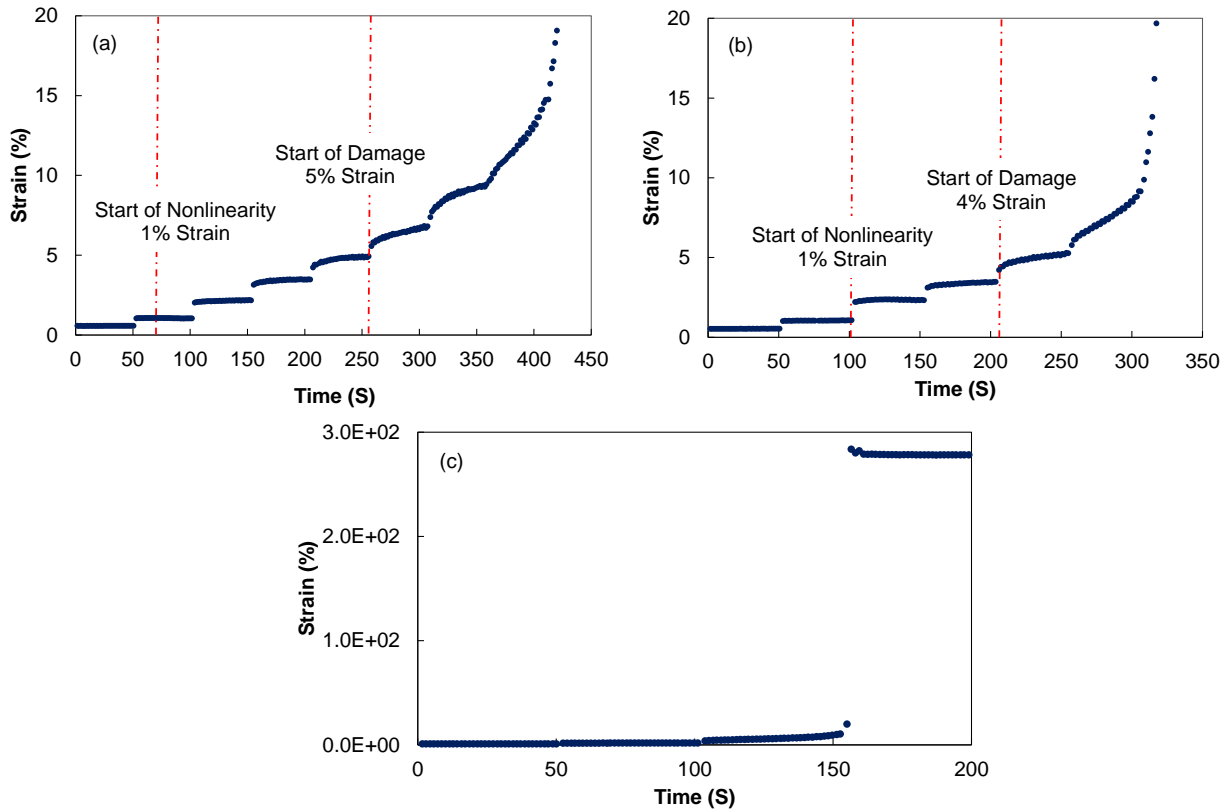 (a)
Strain (%)
20
15
10
5
0
Start of Nonlinearity
1% Strain
Start of Damage
5% Strain
0 50 100 150 200 250 300 350 400 450
Time (S)
(b)
Strain (%)
20
15
10
5
0
Start of Nonlinearity
1% Strain
Start of Damage
4% Strain
0 50 100 150 200 250 300 350
Time (S)
(c)
Strain (%)
3.0E+02
2.0E+02
1.0E+02
0.0E+00
0 50 100 150 200
Time (S)